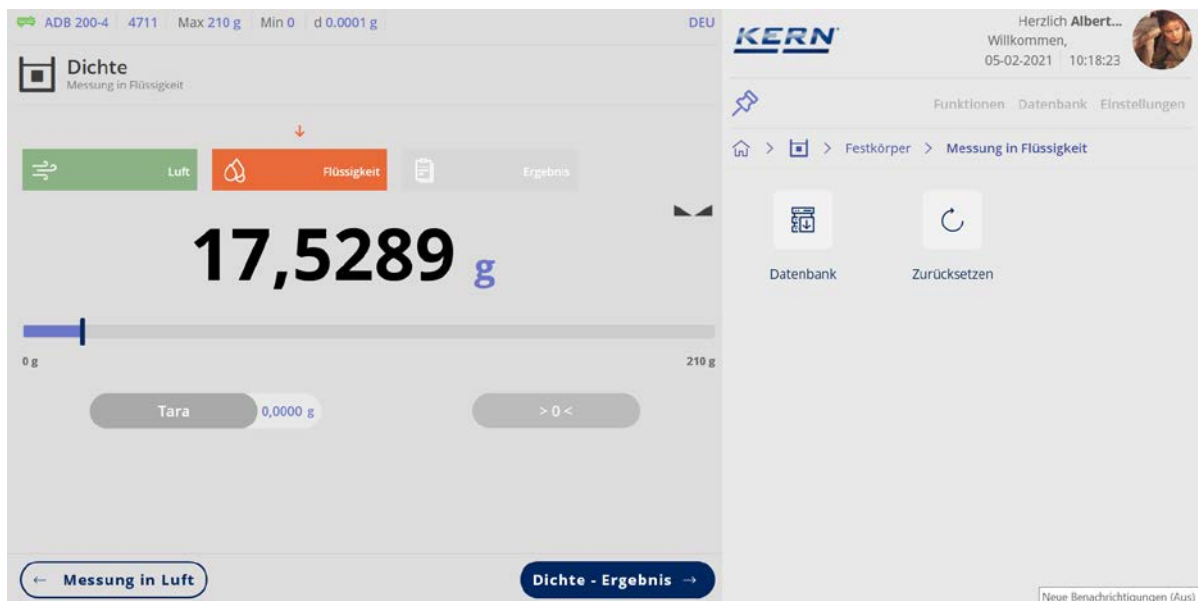 ADB 200-4 4711 Max 210 g Min 0 d 0.0001 g DEU
Dichte
Messung in Flüssigkeit
Luft Flüssigkeit Ergebnis
17,5289 g
0 g 210 g
Tara 0,0000 g > 0 <
← Messung in Luft Dichte - Ergebnis →
KERN
Herzlich Albert...
Willkommen,
05-02-2021 10:18:23
Funktionen Datenbank Einstellungen
> > Festkörper > Messung in Flüssigkeit
Datenbank Zurücksetzen
Neue Benachrichtigungen (Aus)